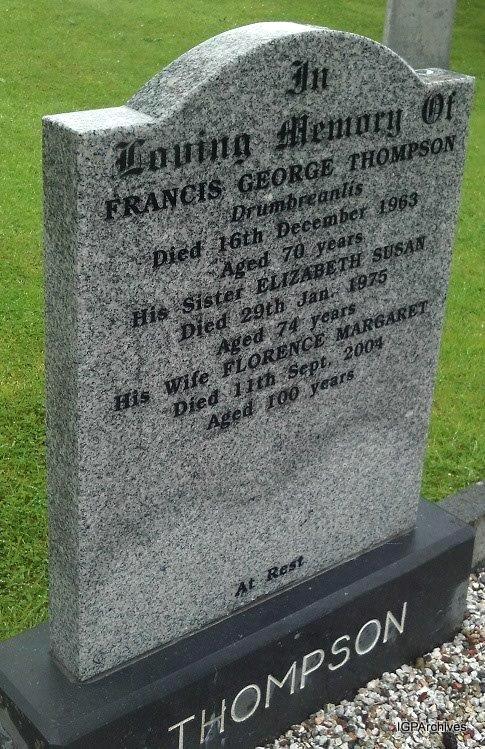 In
Loving Memory Of
FRANCIS GEORGE THOMPSON
Drumbreanlis
Died 16th December 1963
Aged 70 years
His Sister ELIZABETH SUSAN
Died 29th Jan. 1975
Aged 74 years
His Wife FLORENCE MARGARET
Died 11th Sept. 2004
Aged 100 years
At Rest
THOMPSON
IGPArchives